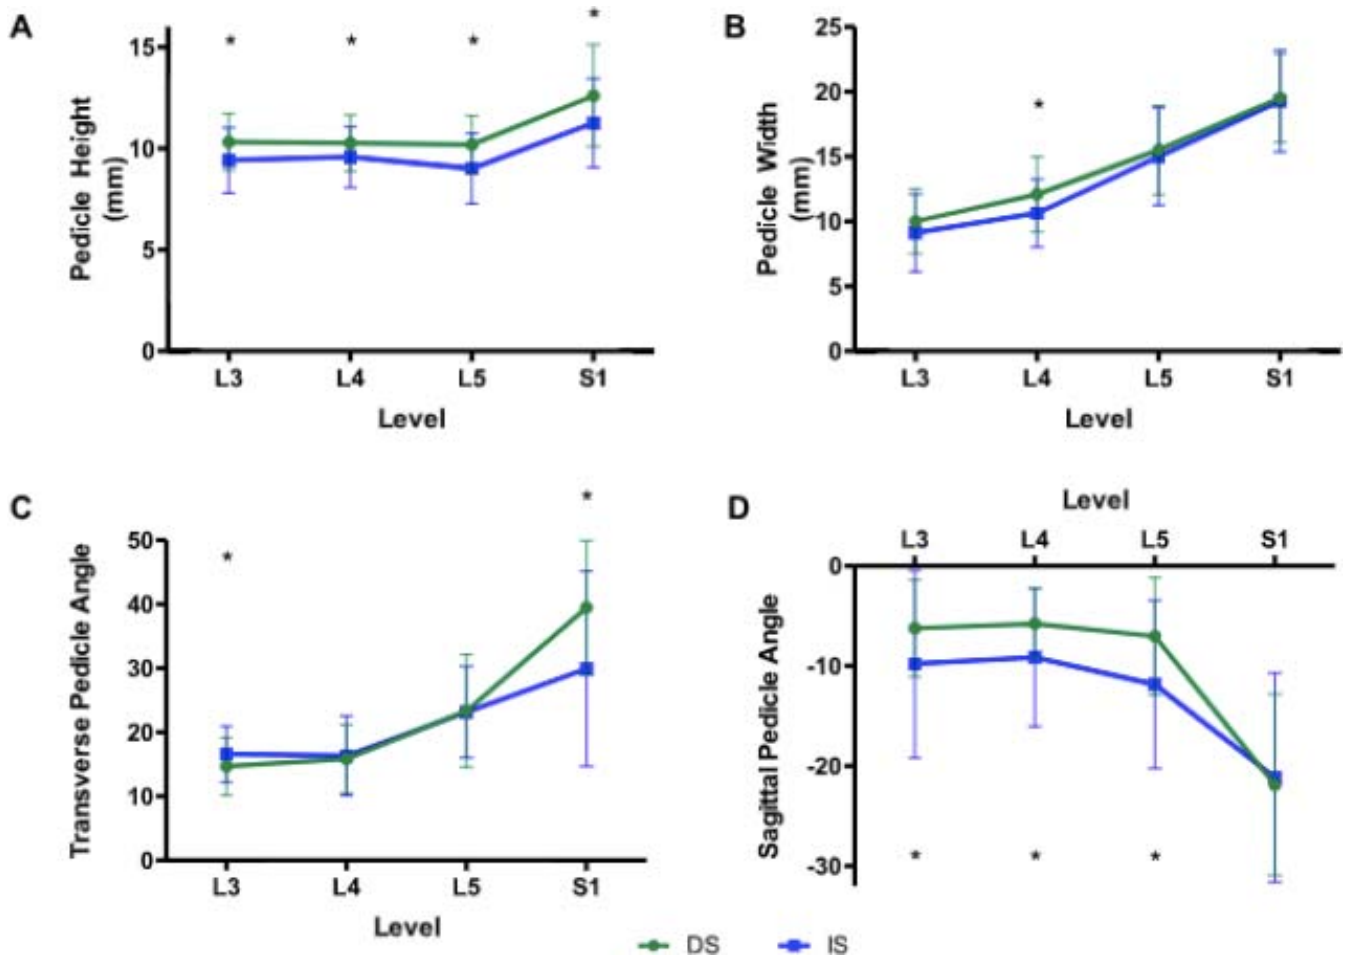 A
Pedicle Height
(mm)
15
10
5
0
* * * *
L3 L4 L5 S1
Level
B
Pedicle Width
(mm)
25
20
15
10
5
0
*
L3 L4 L5 S1
Level
C
Transverse Pedicle Angle
50
40
30
20
10
0
* *
L3 L4 L5 S1
Level
D
Level
L3 L4 L5 S1
Sagittal Pedicle Angle
0
-10
-20
-30
* * *
DS IS